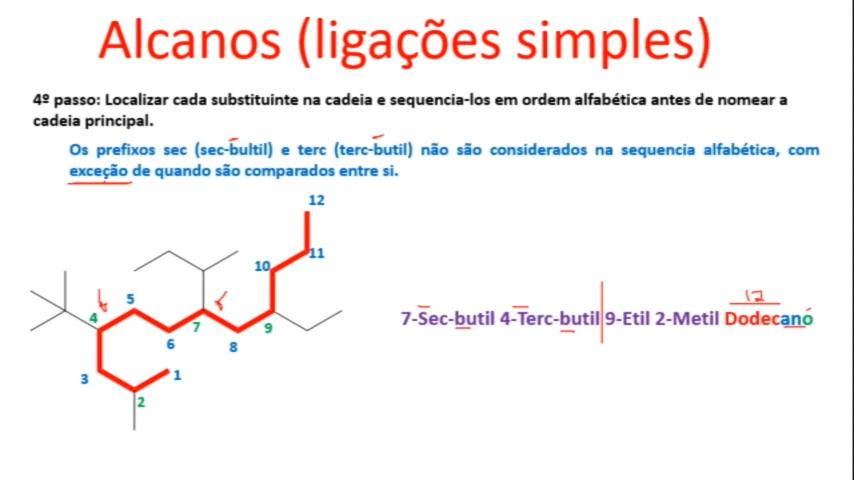 Alcanos (ligações simples)
4º passo: Localizar cada substituinte na cadeia e sequencia-los em ordem alfabética antes de nomear a
cadeia principal.
Os prefixos sec (sec-bultil) e terc (terc-butil) não são considerados na sequencia alfabética, com
exceção de quando são comparados entre si.
12
11
10
5
4
7
9
6
8
3
1
2
12
7-Sec-butil 4-Terc-butil 9-Etil 2-Metil Dodecano